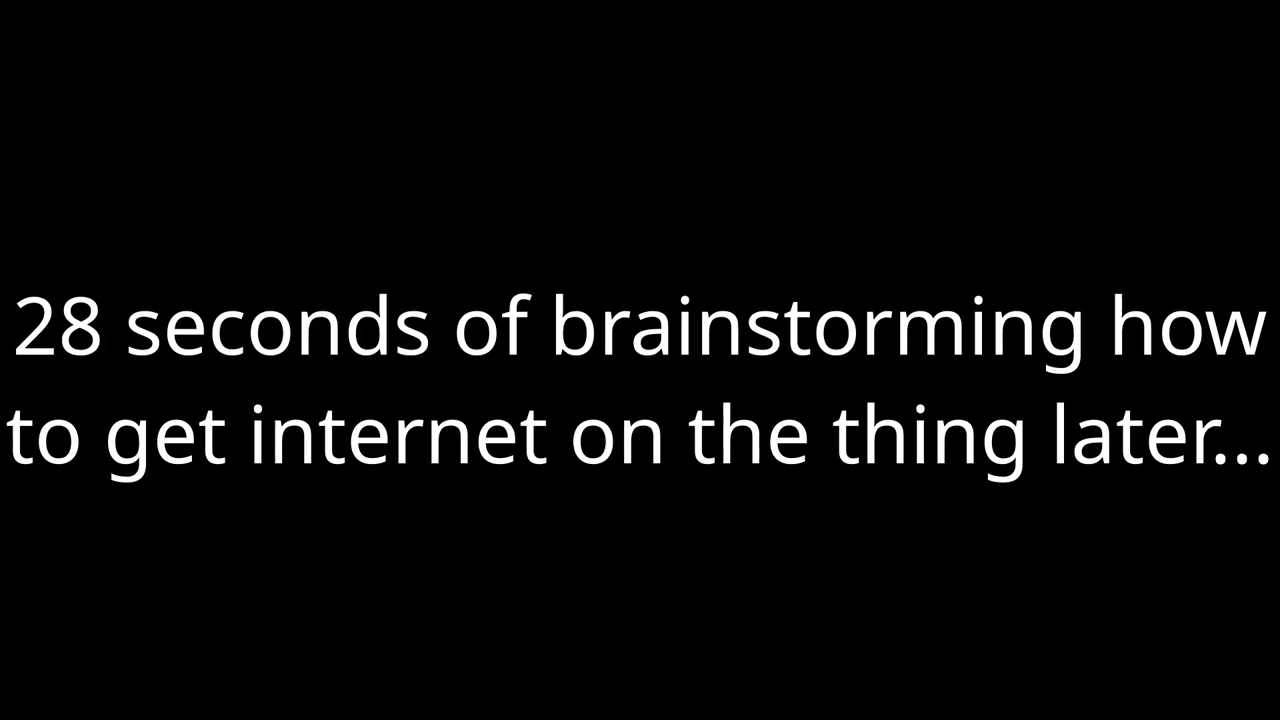 28 seconds of brainstorming how
to get internet on the thing later...